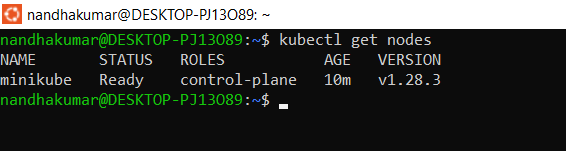 nandhakumar@DESKTOP-PJ13O89: ~
nandhakumar@DESKTOP-PJ13O89:~$ kubectl get nodes
NAME       STATUS   ROLES           AGE   VERSION
minikube   Ready    control-plane   10m   v1.28.3
nandhakumar@DESKTOP-PJ13O89:~$